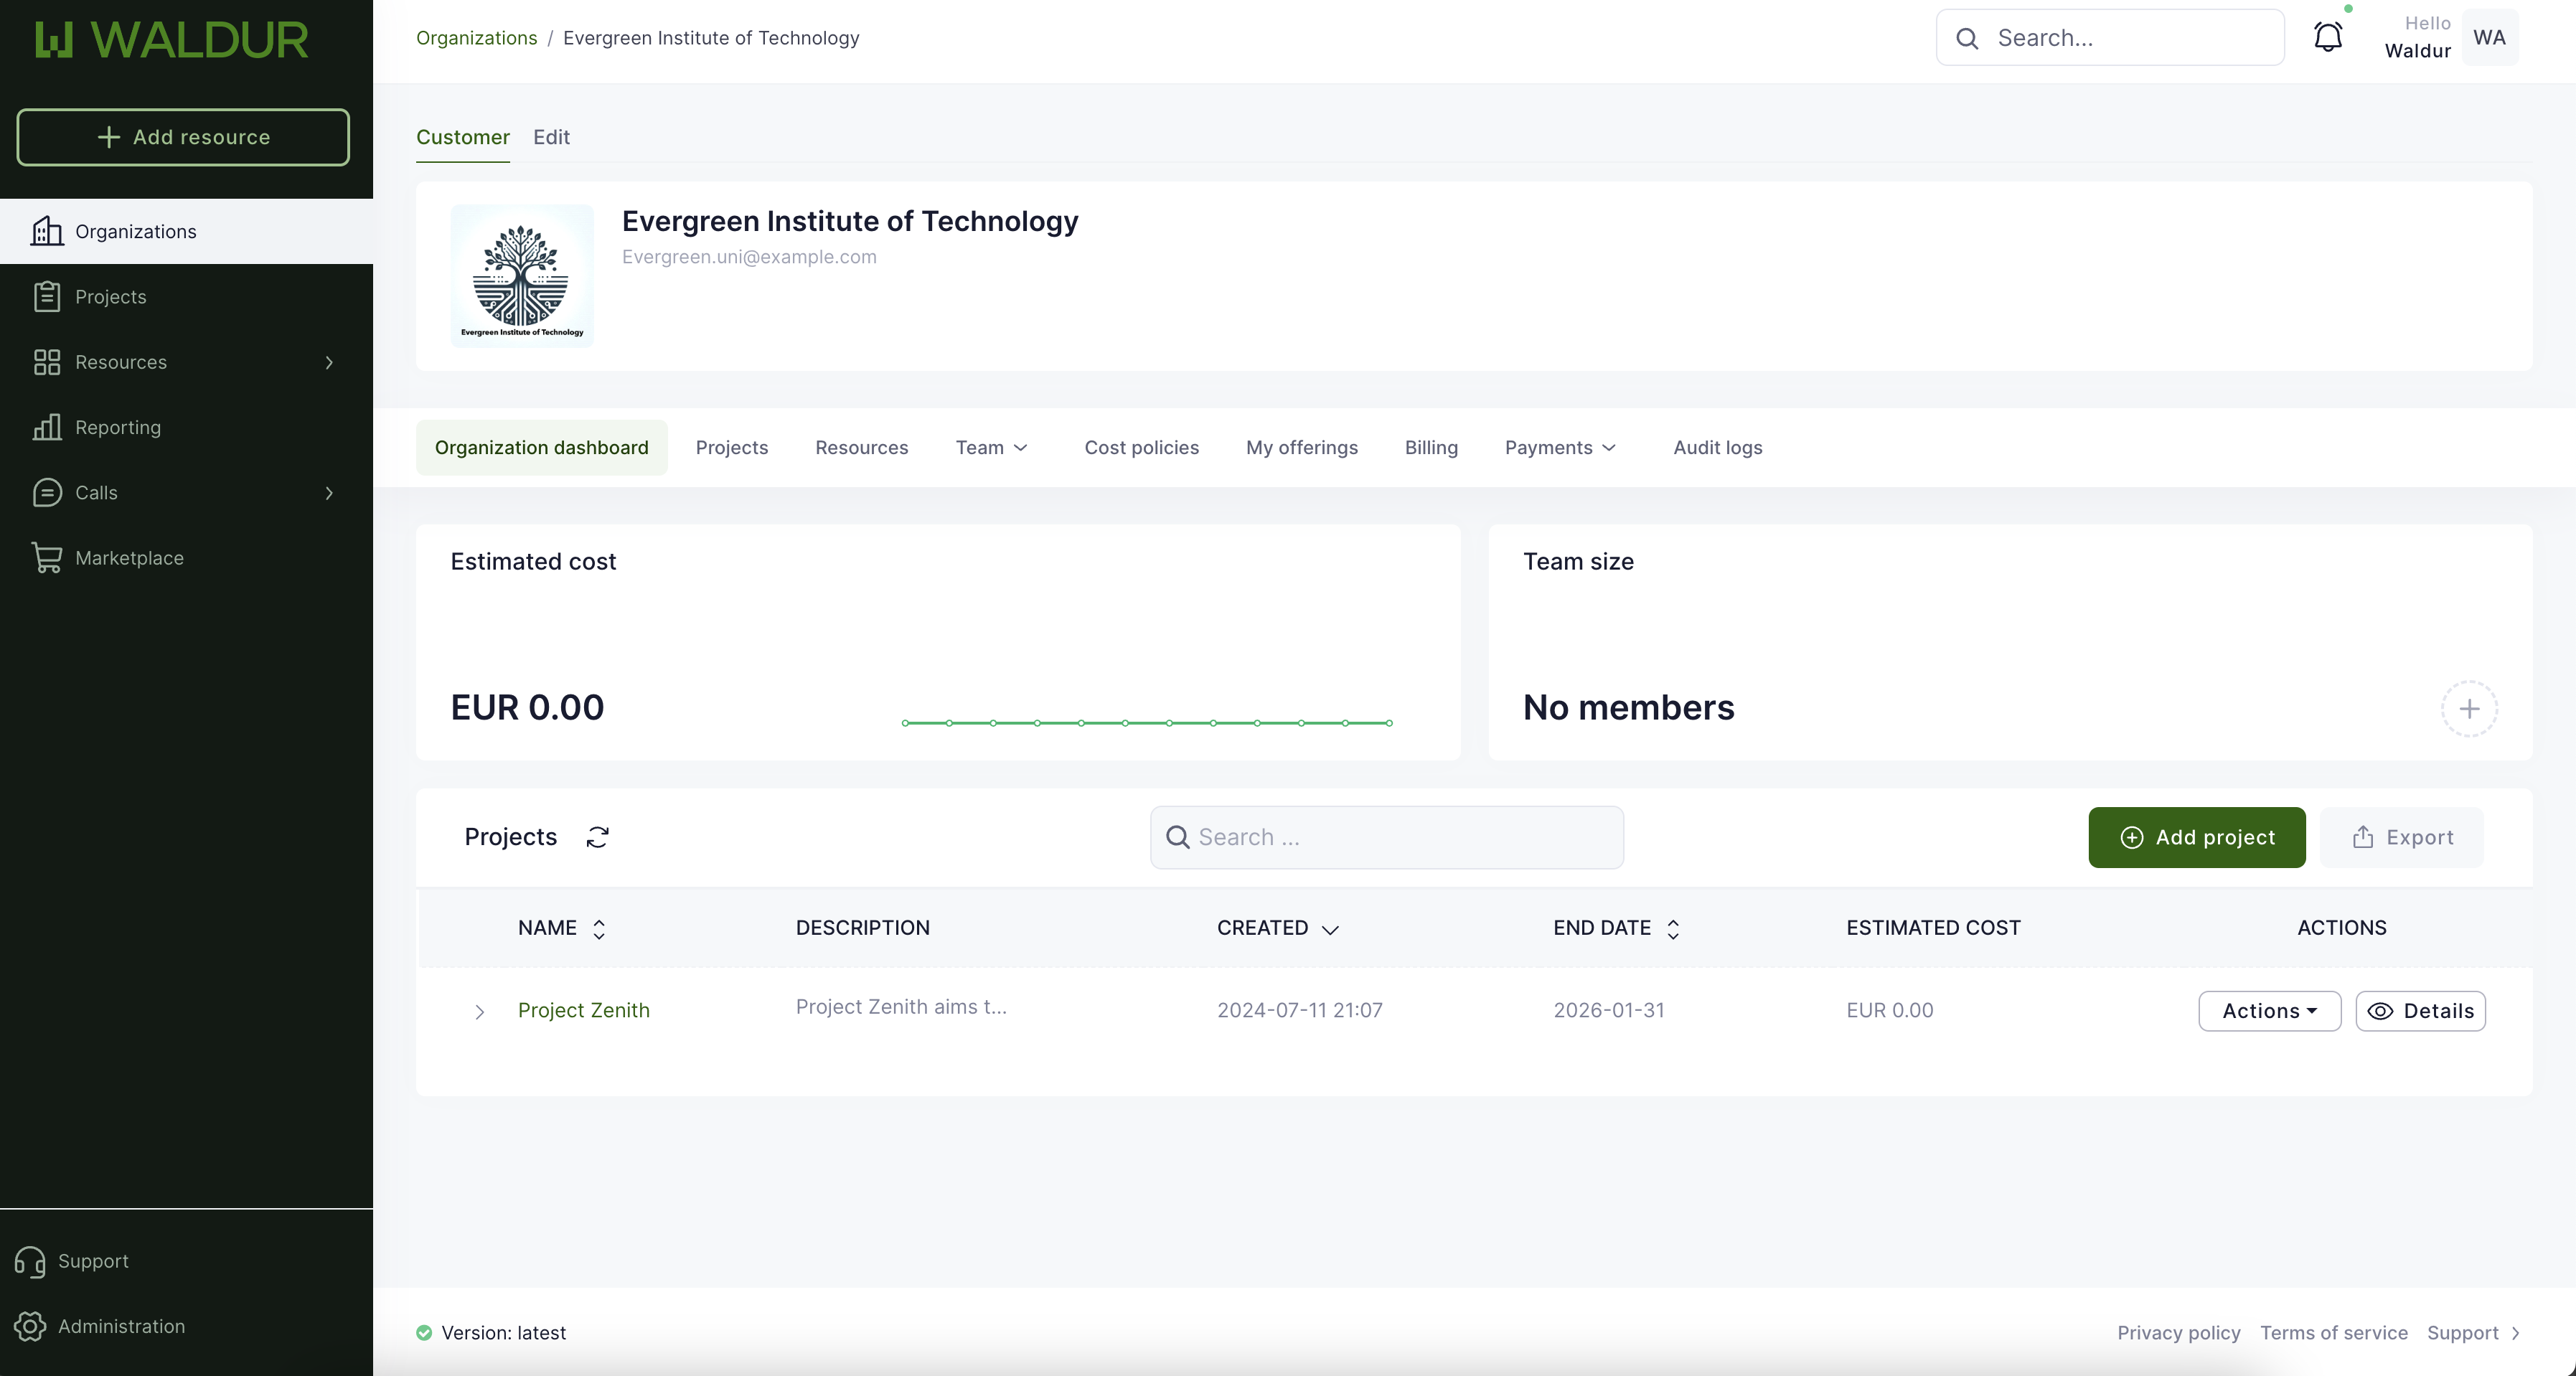 WALDUR
Add resource
Organizations
Projects
Resources
Reporting
Calls
Marketplace
Support
Administration
Organizations / Evergreen Institute of Technology
Search...
Hello
Waldur
WA
Customer Edit
Evergreen Institute of Technology
Evergreen Institute of Technology
Evergreen.uni@example.com
Organization dashboard Projects Resources Team Cost policies My offerings Billing Payments Audit logs
Estimated cost
EUR 0.00
Team size
No members
Projects Search ... Add project Export
NAME DESCRIPTION CREATED END DATE ESTIMATED COST ACTIONS
Project Zenith Project Zenith aims t... 2024-07-11 21:07 2026-01-31 EUR 0.00 Actions Details
Version: latest Privacy policy Terms of service Support